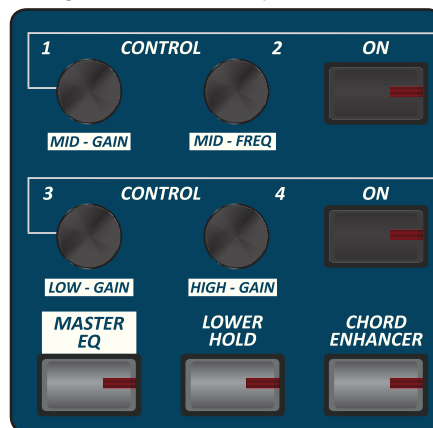 1 CONTROL 2 ON
MID - GAIN MID - FREQ
3 CONTROL 4 ON
LOW - GAIN HIGH - GAIN
MASTER LOWER CHORD
EQ HOLD ENHANCER